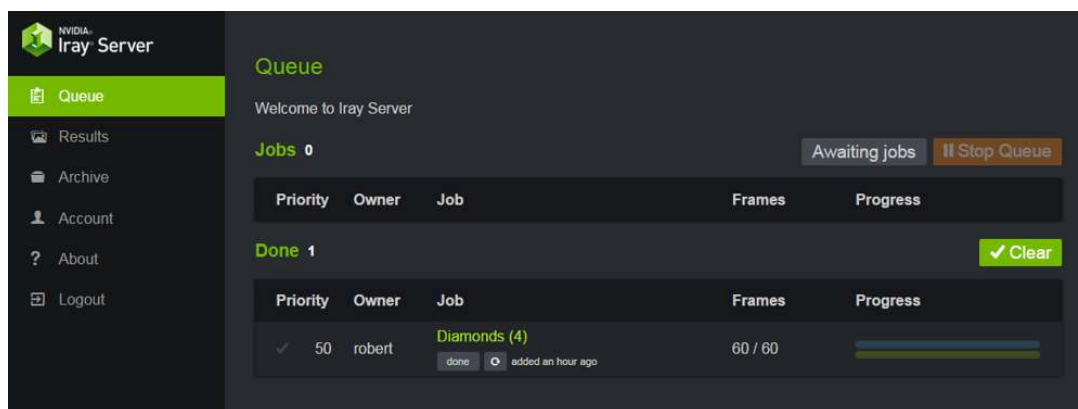 NVIDIA®
Iray® Server
Queue
Results
Archive
Account
? About
Logout
Queue
Welcome to Iray Server
Jobs 0
Awaiting jobs
Stop Queue
Priority Owner Job Frames Progress
Done 1
Clear
Priority Owner Job Frames Progress
50 robert Diamonds (4) 60 / 60
done added an hour ago